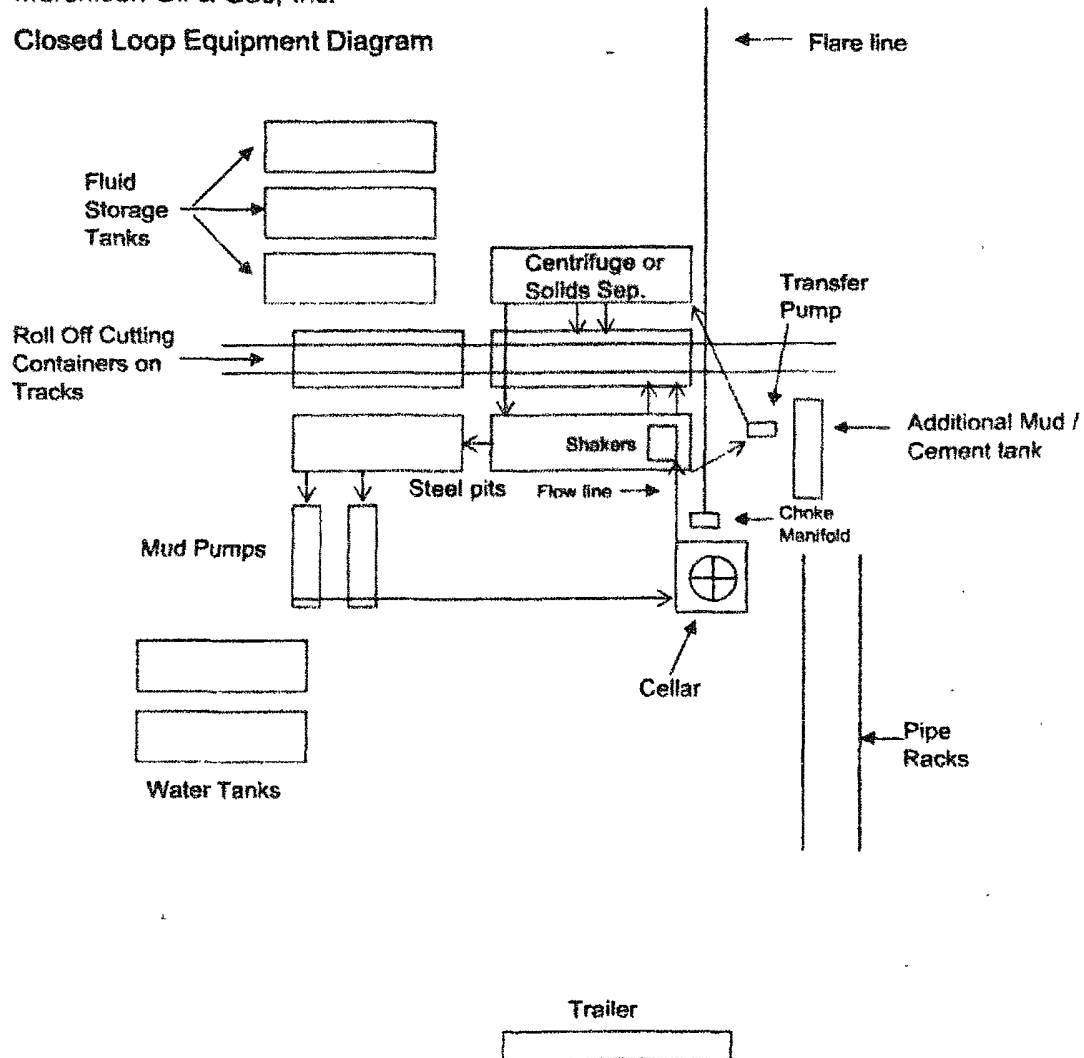 Closed Loop Equipment Diagram
Flare line
Fluid
Storage
Tanks
Centrifuge or
Solids Sep.
Transfer
Pump
Roll Off Cutting
Containers on
Tracks
Additional Mud /
Cement tank
Shakers
Steel pits
Flow line
Choke
Manifold
Mud Pumps
Cellar
Pipe
Racks
Water Tanks
Trailer